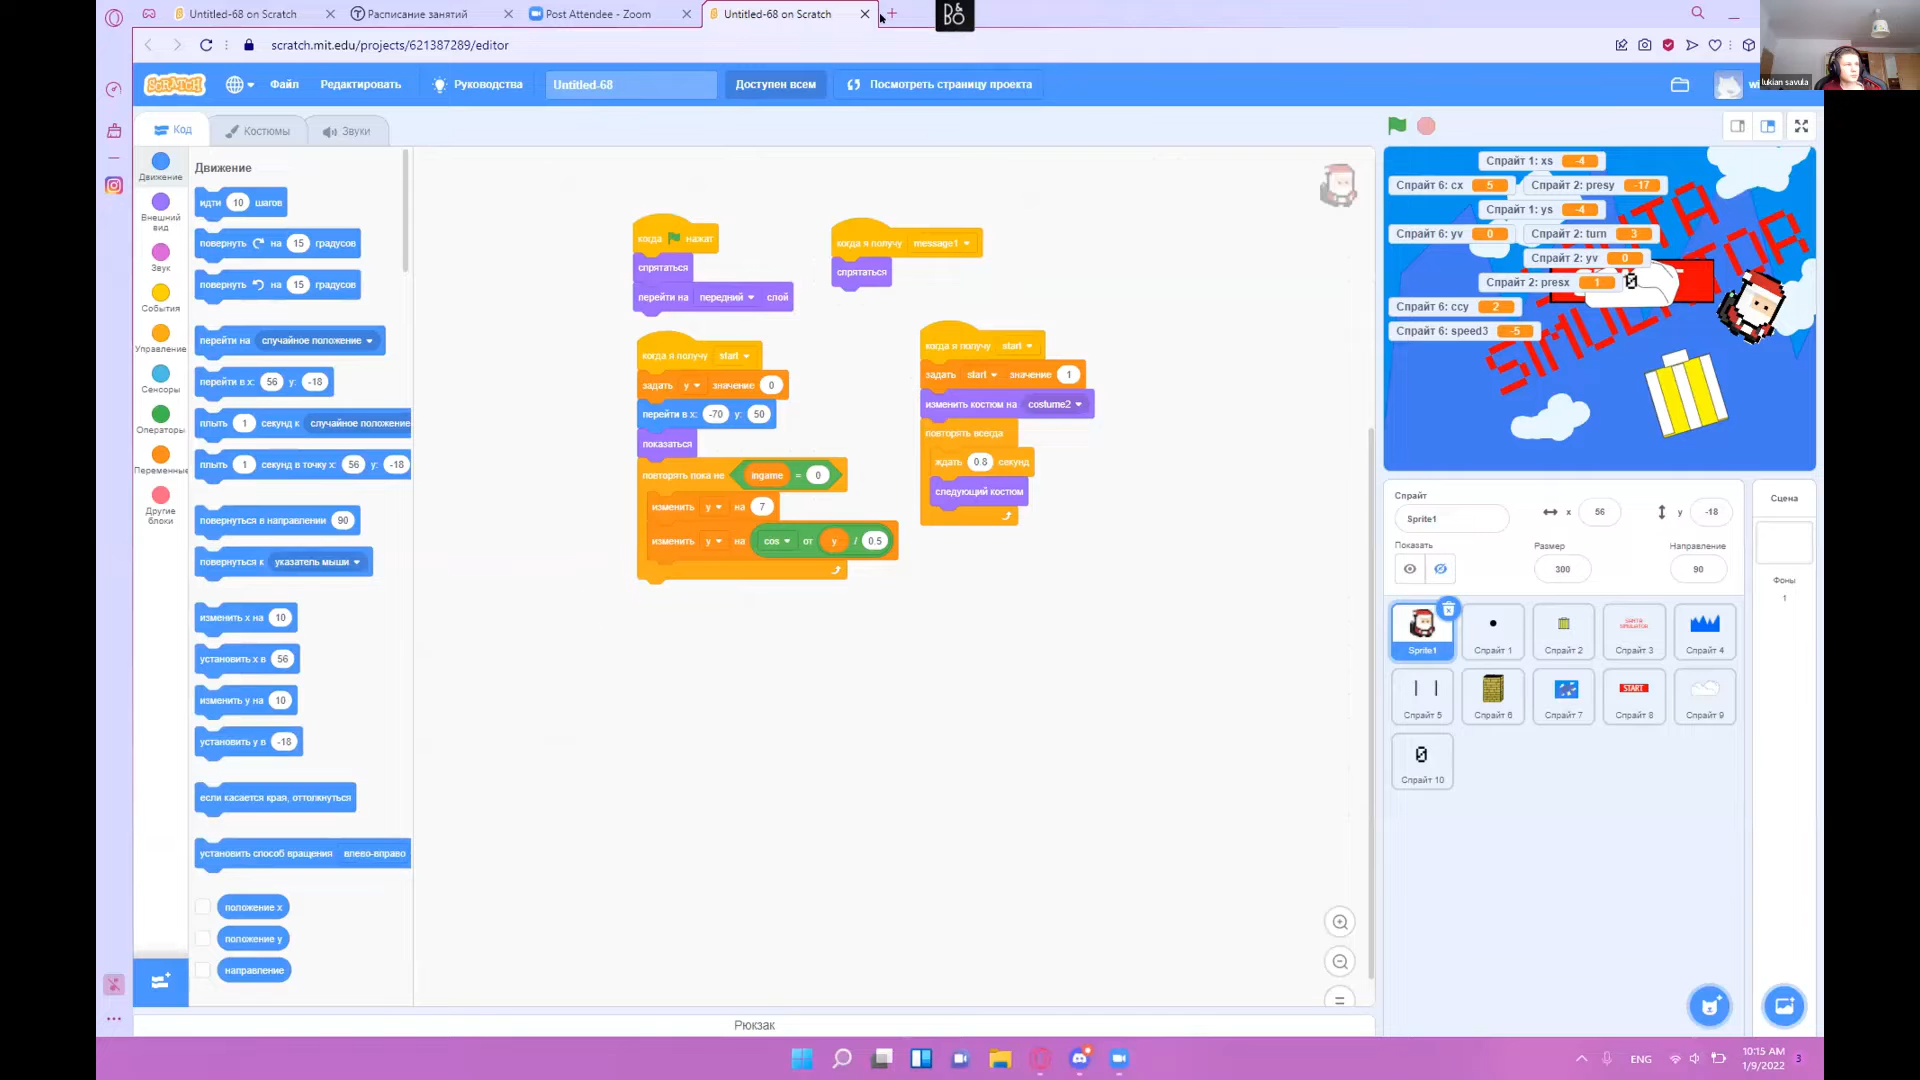 Untitled-68 on Scratch
Расписание занятий
Post Attendee - Zoom
Untitled-68 on Scratch
B&O
scratch.mit.edu/projects/621387289/editor
lukian savula
SCRATCH
Файл
Редактировать
Руководства
Untitled-68
Доступен всем
Посмотреть страницу проекта
Код
Костюмы
Звуки
Движение
Внешний вид
Звук
События
Управление
Сенсоры
Операторы
Переменные
Другие блоки
Движение
идти 10 шагов
повернуть на 15 градусов
повернуть на 15 градусов
перейти на случайное положение
перейти в x: 56 y: -18
плыть 1 секунд к случайное положение
плыть 1 секунд в точку x: 56 y: -18
повернуться в направлении 90
повернуться к указатель мыши
изменить x на 10
установить x в 56
изменить y на 10
установить y в -18
если касается края, оттолкнуться
установить способ вращения влево-вправо
положение x
положение y
направление
когда нажат
спрятаться
перейти на передний слой
когда я получу message1
спрятаться
когда я получу start
задать y значение 0
перейти в x: -70 y: 50
показаться
повторять пока не ingame = 0
изменить y на 7
изменить y на cos от y / 0.5
когда я получу start
задать start значение 1
изменить костюм на costume2
повторять всегда
ждать 0.8 секунд
следующий костюм
Рюкзак
Спрайт 1: xs -4
Спрайт 6: cx 5
Спрайт 2: presy -17
Спрайт 1: ys -4
Спрайт 6: yv 0
Спрайт 2: turn 3
Спрайт 2: yv 0
Спрайт 2: presx 1
0
Спрайт 6: ccy 2
Спрайт 6: speed3 -5
Спрайт
Sprite1
x 56
y -18
Показать
Размер
300
Направление
90
Сцена
Фоны
1
Sprite1
Спрайт 1
Спрайт 2
SANTA SIMULATOR
Спрайт 3
Спрайт 4
Спрайт 5
Спрайт 6
Спрайт 7
START
Спрайт 8
Спрайт 9
0
Спрайт 10
ENG
10:15 AM
1/9/2022
3